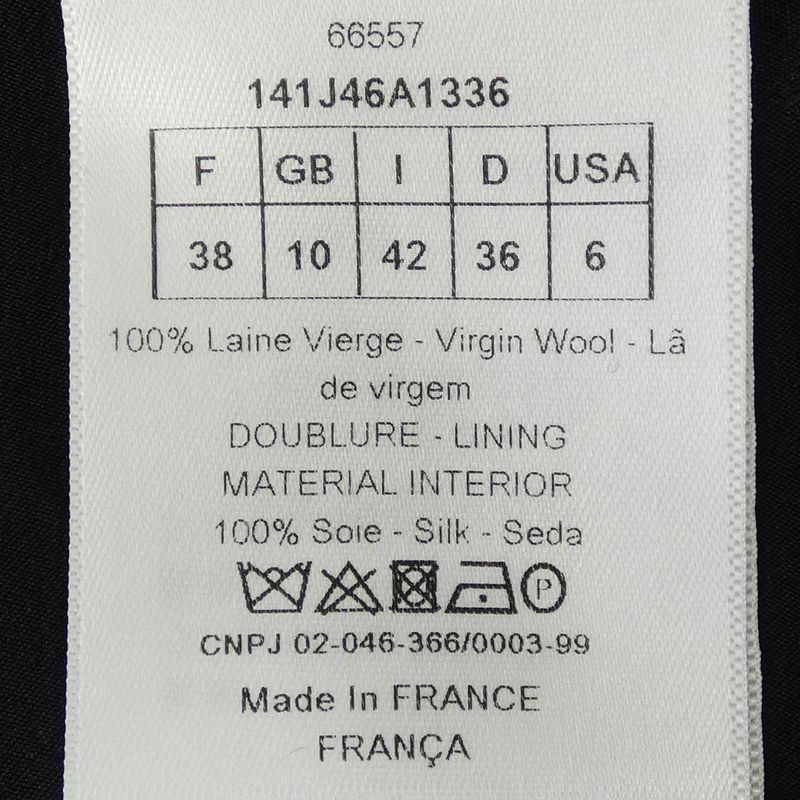 66557
141J46A1336
F GB I D USA
38 10 42 36 6
100% Laine Vierge - Virgin Wool - Lã
de virgem
DOUBLURE - LINING
MATERIAL INTERIOR
100% Soie - Silk - Seda
P
CNPJ 02-046-366/0003-99
Made In FRANCE
FRANÇA